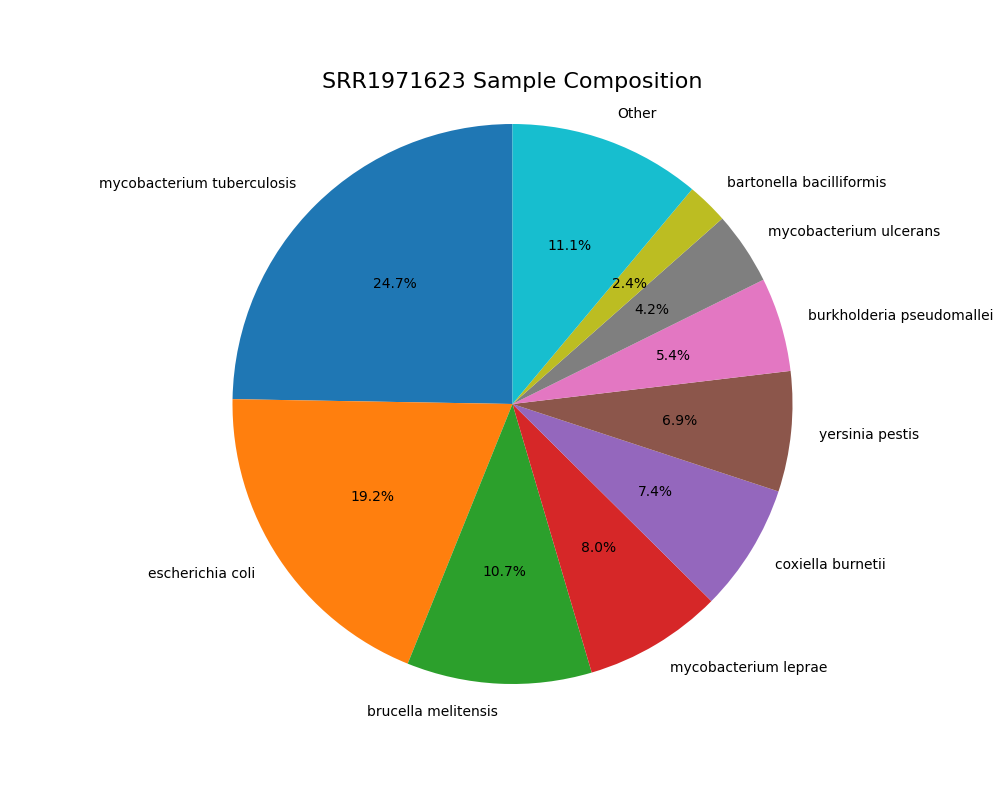 SRR1971623 Sample Composition
Other
11.1%
mycobacterium tuberculosis
24.7%
escherichia coli
19.2%
brucella melitensis
10.7%
mycobacterium leprae
8.0%
coxiella burnetii
7.4%
yersinia pestis
6.9%
burkholderia pseudomallei
5.4%
mycobacterium ulcerans
4.2%
bartonella bacilliformis
2.4%